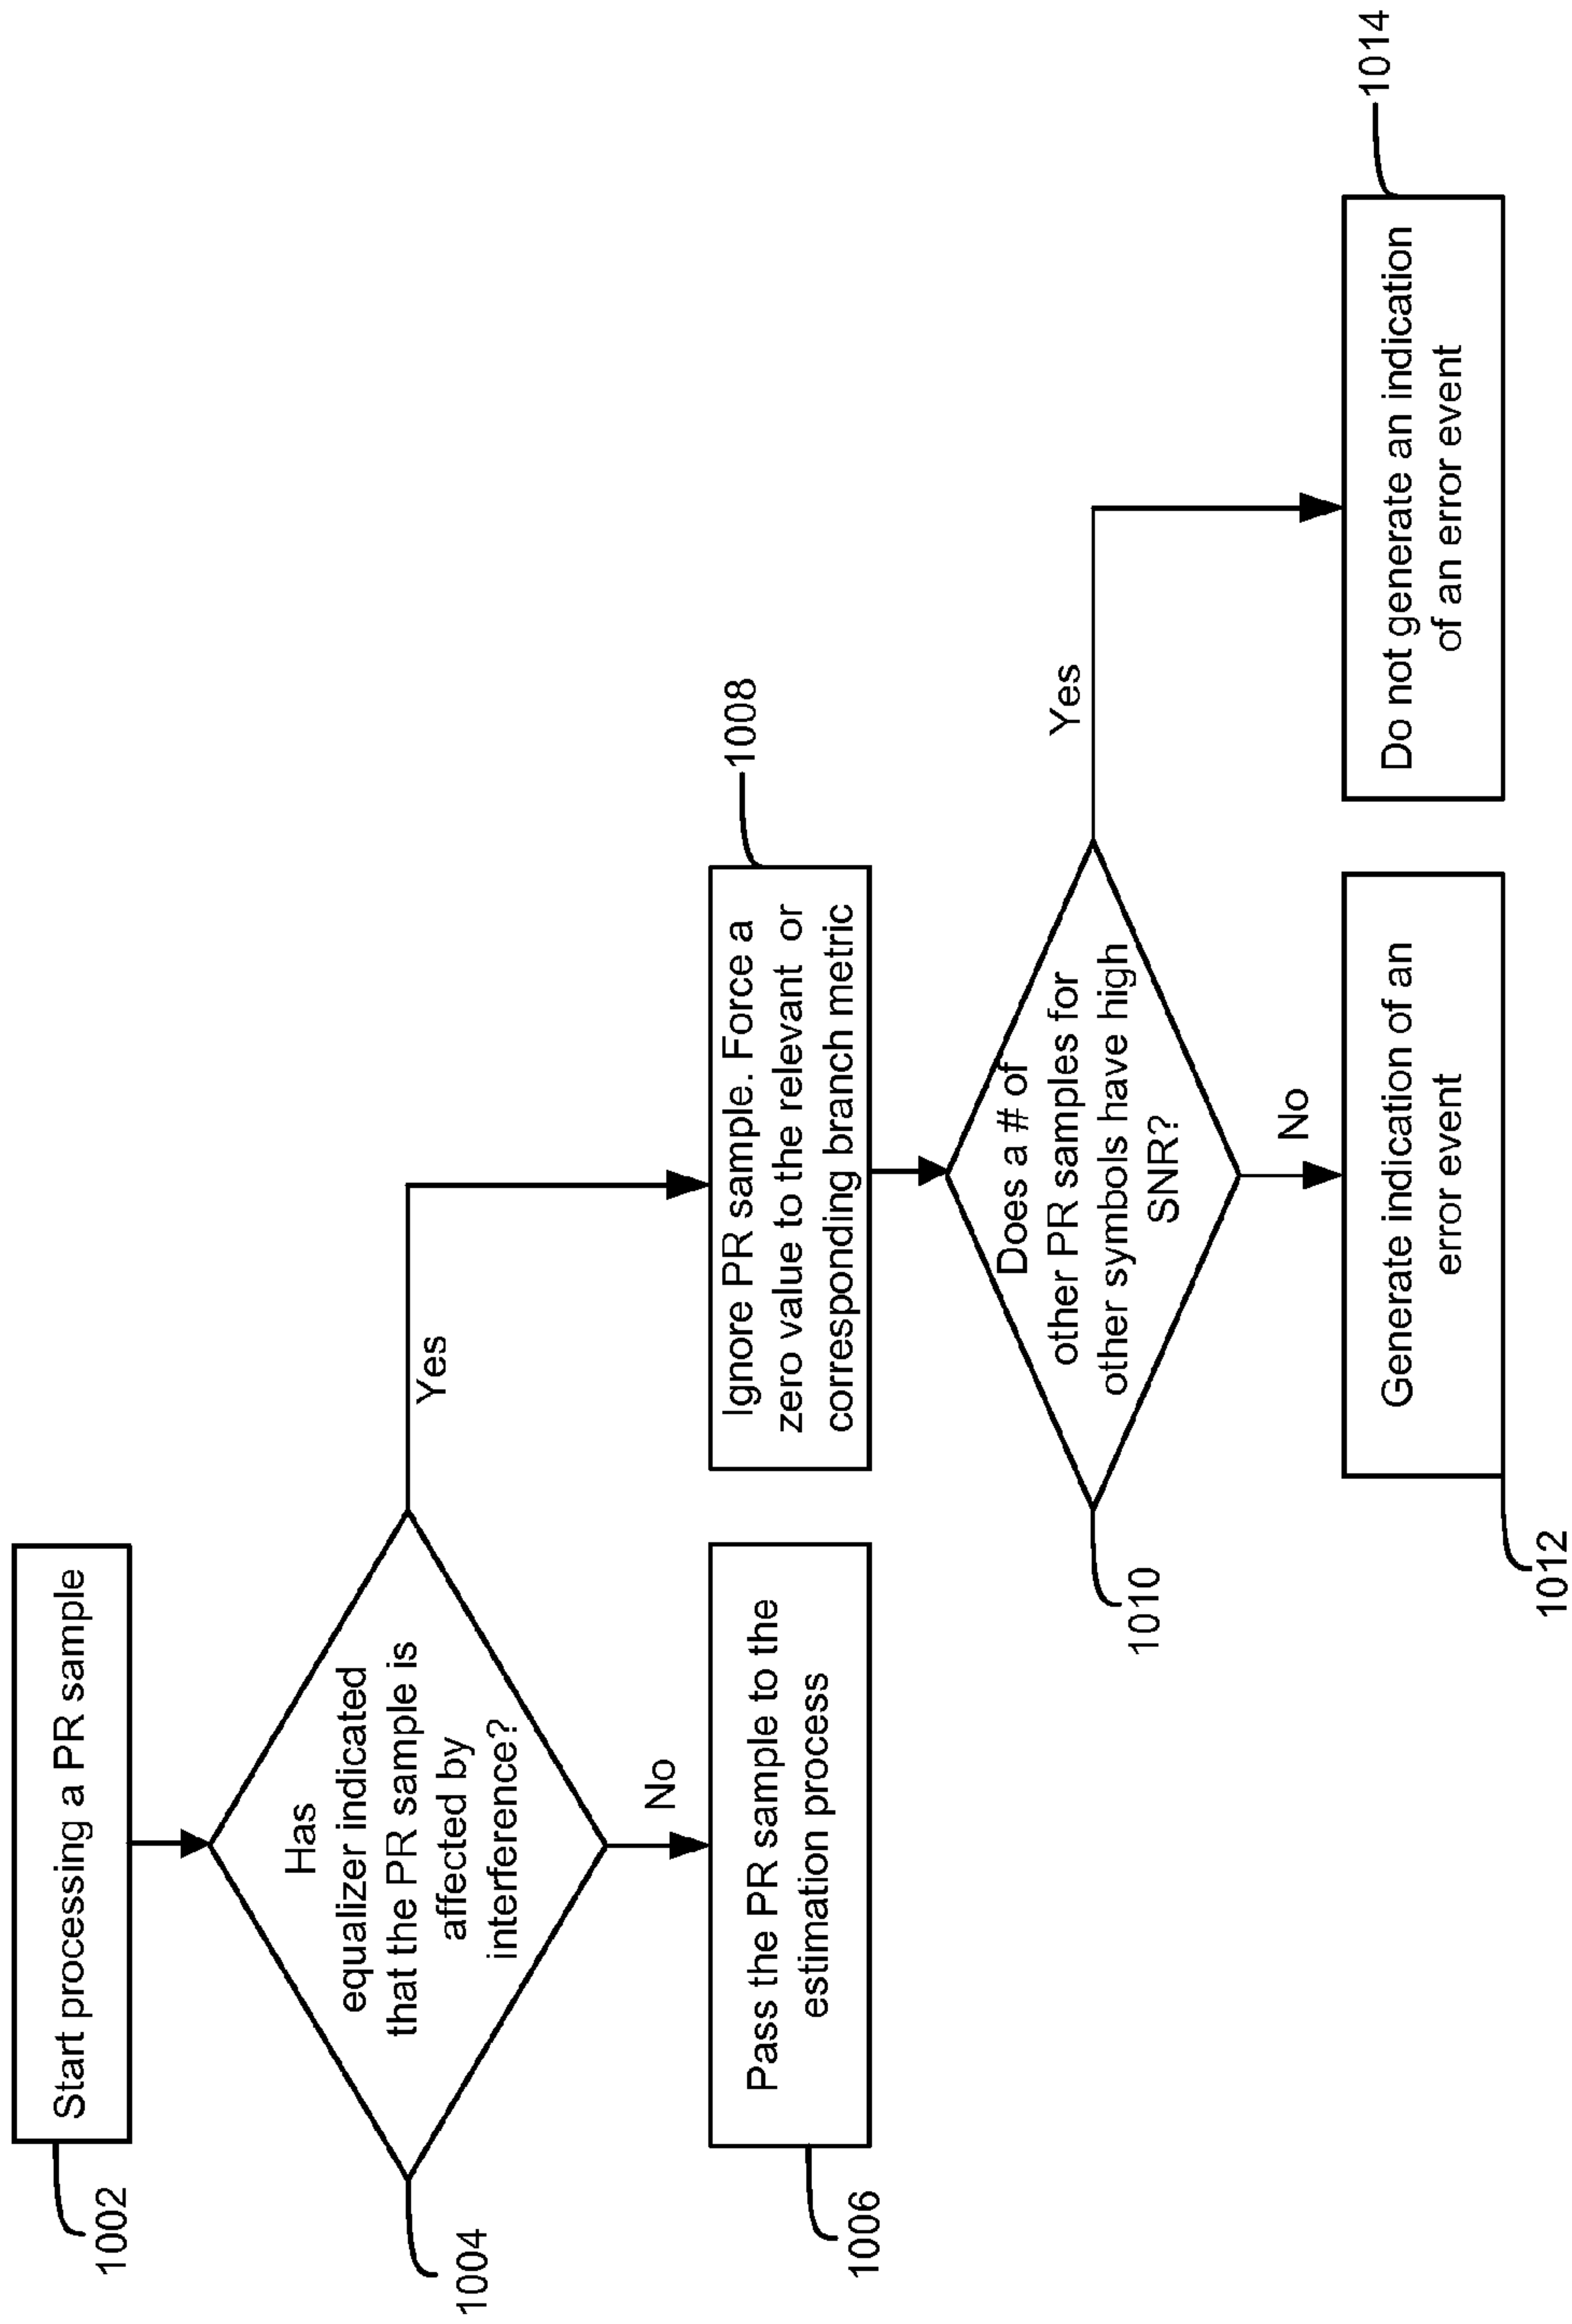 1002
Start processing a PR sample
1004
Has
equalizer indicated
that the PR sample is
affected by
interference?
Yes
No
1006
Pass the PR sample to the
estimation process
1008
Ignore PR sample. Force a
zero value to the relevant or
corresponding branch metric
1010
Does a # of
other PR samples for
other symbols have high
SNR?
Yes
No
1012
Generate indication of an
error event
1014
Do not generate an indication
of an error event